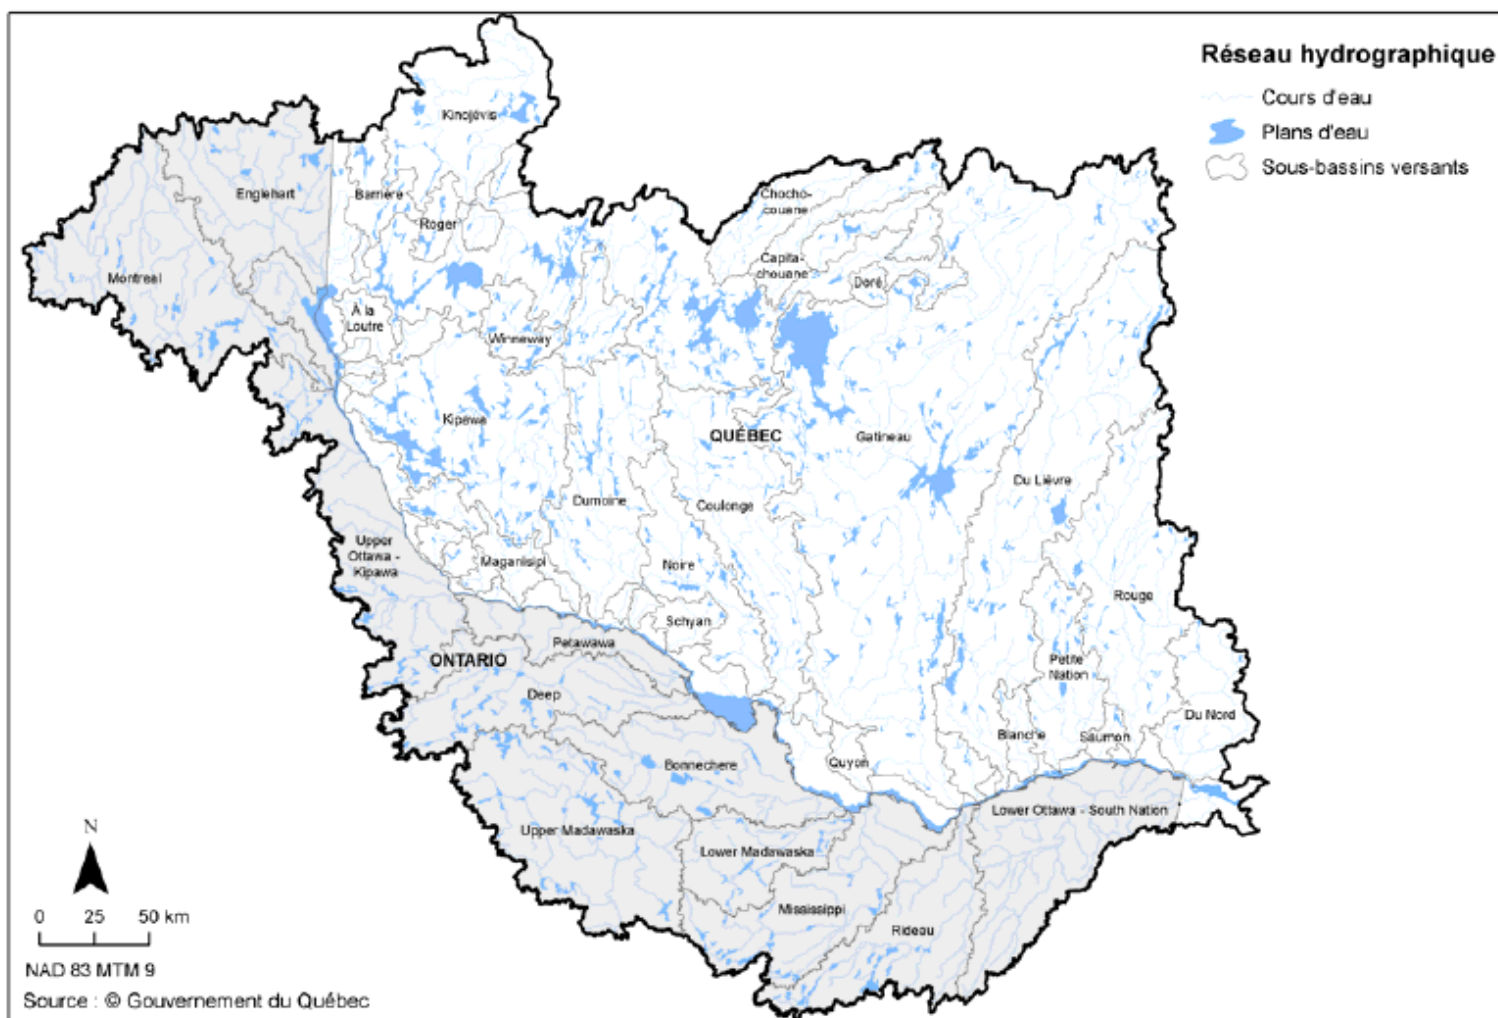 Réseau hydrographique
Cours d'eau
Plans d'eau
Sous-bassins versants
Kinojévis
Englehart
Barrière
Roger
Chocho-
couane
Capita-
chouane
Doré
Montreal
À la
Loutre
Winneway
Kipawa
QUÉBEC
Gatineau
Du Lièvre
Dumoine
Coulonge
Upper
Ottawa -
Kipawa
Maganisipi
Noire
Rouge
Schyan
Petawawa
ONTARIO
Deep
Petite
Nation
Du Nord
Blanche
Saumon
Bonnechere
Quyon
Lower Ottawa - South Nation
Upper Madawaska
Lower Madawaska
Mississippi
Rideau
N
0 25 50 km
NAD 83 MTM 9
Source : © Gouvernement du Québec